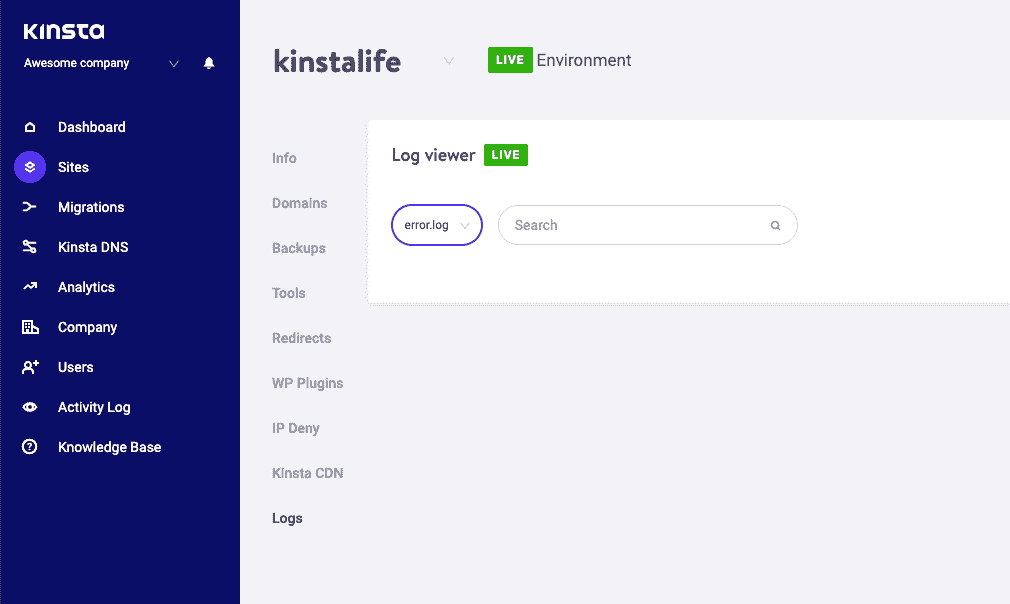 KINSTA
Awesome company
Dashboard
Sites
Migrations
Kinsta DNS
Analytics
Company
Users
Activity Log
Knowledge Base
kinstalife
LIVE Environment
Info
Domains
Backups
Tools
Redirects
WP Plugins
IP Deny
Kinsta CDN
Logs
Log viewer LIVE
error.log
Search